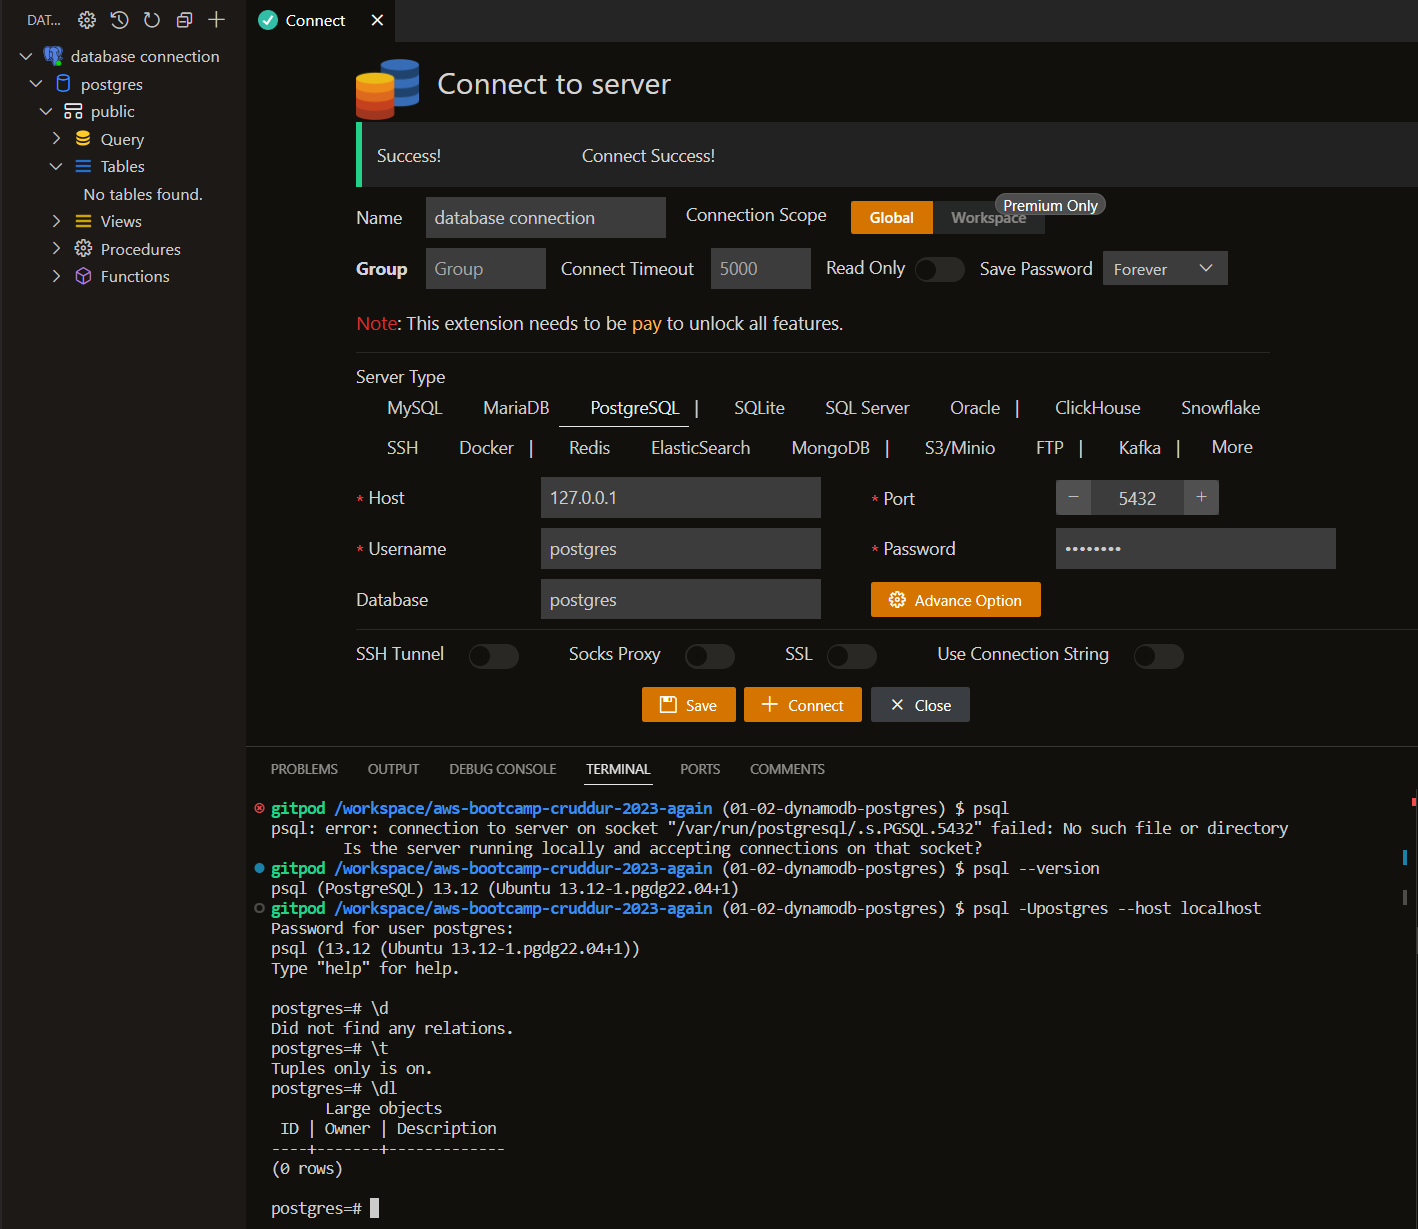 DAT...
database connection
postgres
public
Query
Tables
No tables found.
Views
Procedures
Functions
Connect
Connect to server
Success! Connect Success!
Name database connection Connection Scope Global Workspace Premium Only
Group Group Connect Timeout 5000 Read Only Save Password Forever
Note: This extension needs to be pay to unlock all features.
Server Type
MySQL MariaDB PostgreSQL | SQLite SQL Server Oracle | ClickHouse Snowflake
SSH Docker | Redis ElasticSearch MongoDB | S3/Minio FTP | Kafka | More
* Host 127.0.0.1 * Port − 5432 +
* Username postgres * Password ••••••••
Database postgres Advance Option
SSH Tunnel Socks Proxy SSL Use Connection String
Save Connect Close
PROBLEMS OUTPUT DEBUG CONSOLE TERMINAL PORTS COMMENTS
gitpod /workspace/aws-bootcamp-cruddur-2023-again (01-02-dynamodb-postgres) $ psql
psql: error: connection to server on socket "/var/run/postgresql/.s.PGSQL.5432" failed: No such file or directory
Is the server running locally and accepting connections on that socket?
gitpod /workspace/aws-bootcamp-cruddur-2023-again (01-02-dynamodb-postgres) $ psql --version
psql (PostgreSQL) 13.12 (Ubuntu 13.12-1.pgdg22.04+1)
gitpod /workspace/aws-bootcamp-cruddur-2023-again (01-02-dynamodb-postgres) $ psql -Upostgres --host localhost
Password for user postgres:
psql (13.12 (Ubuntu 13.12-1.pgdg22.04+1))
Type "help" for help.
postgres=# \d
Did not find any relations.
postgres=# \t
Tuples only is on.
postgres=# \dl
Large objects
ID | Owner | Description
----+-------+-------------
(0 rows)
postgres=#